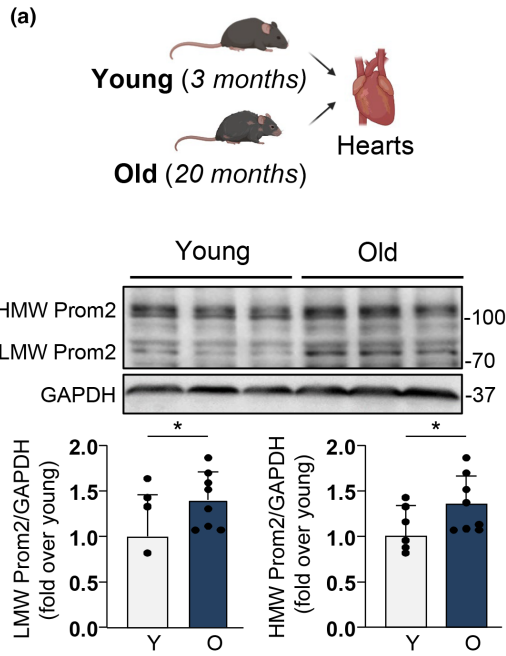 (a)
Young (3 months)
Old (20 months)
Hearts
Young Old
HMW Prom2
-100
LMW Prom2
-70
GAPDH
-37
LMW Prom2/GAPDH
(fold over young)
2.0
1.5
1.0
0.5
0.0
*
Y O
HMW Prom2/GAPDH
(fold over young)
2.0
1.5
1.0
0.5
0.0
*
Y O